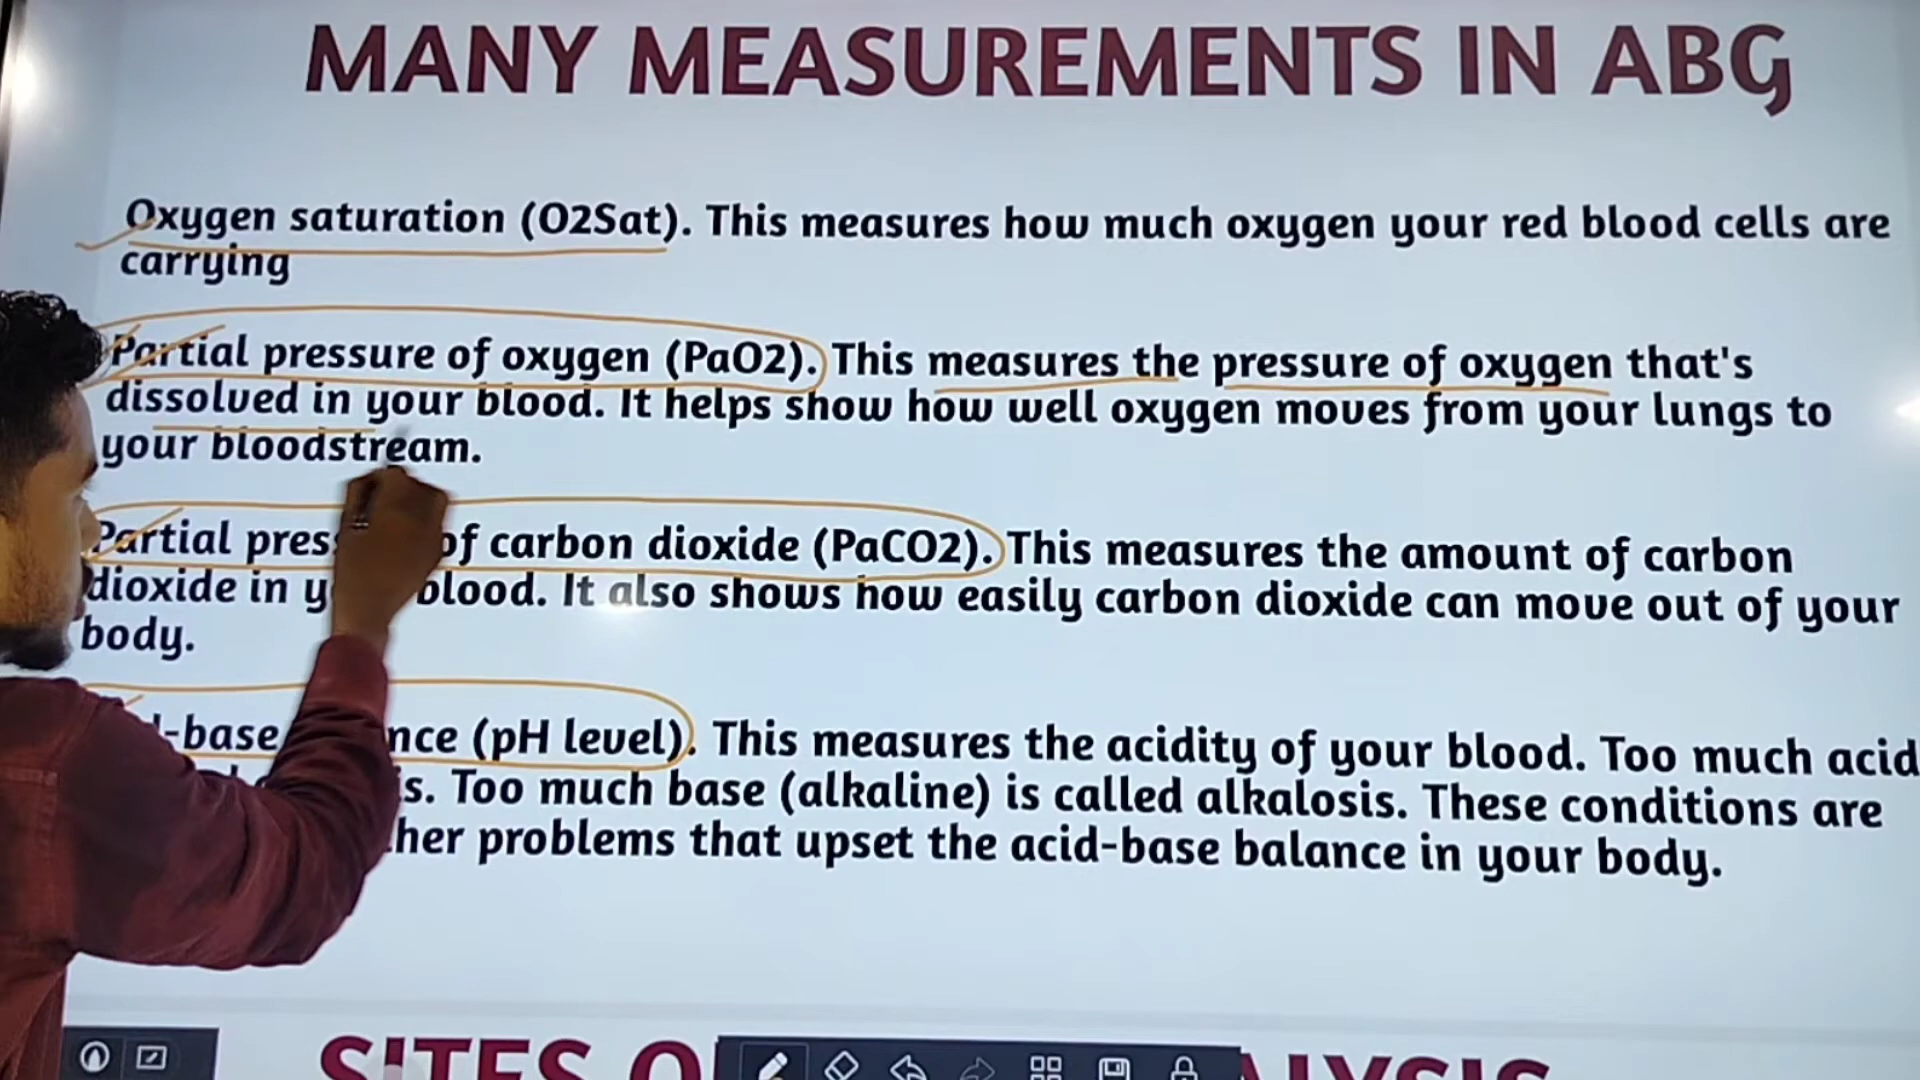 MANY MEASUREMENTS IN ABG
Oxygen saturation (O2Sat). This measures how much oxygen your red blood cells are
carrying
Partial pressure of oxygen (PaO2). This measures the pressure of oxygen that's
dissolved in your blood. It helps show how well oxygen moves from your lungs to
your bloodstream.
Partial of carbon dioxide (PaCO2). This measures the amount of carbon
dioxide in blood. It also shows how easily carbon dioxide can move out of your
body.
-base (pH level). This measures the acidity of your blood. Too much acid
Too much base (alkaline) is called alkalosis. These conditions are
problems that upset the acid-base balance in your body.
SITES